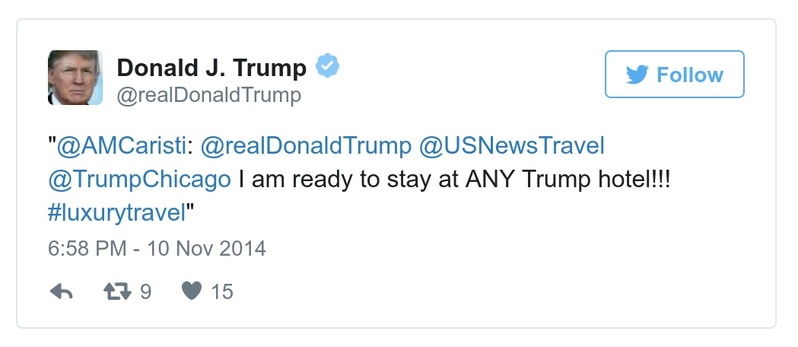 Donald J. Trump
@realDonaldTrump
Follow
"@AMCaristi: @realDonaldTrump @USNewsTravel
@TrumpChicago I am ready to stay at ANY Trump hotel!!!
#luxurytravel"
6:58 PM - 10 Nov 2014
9 15